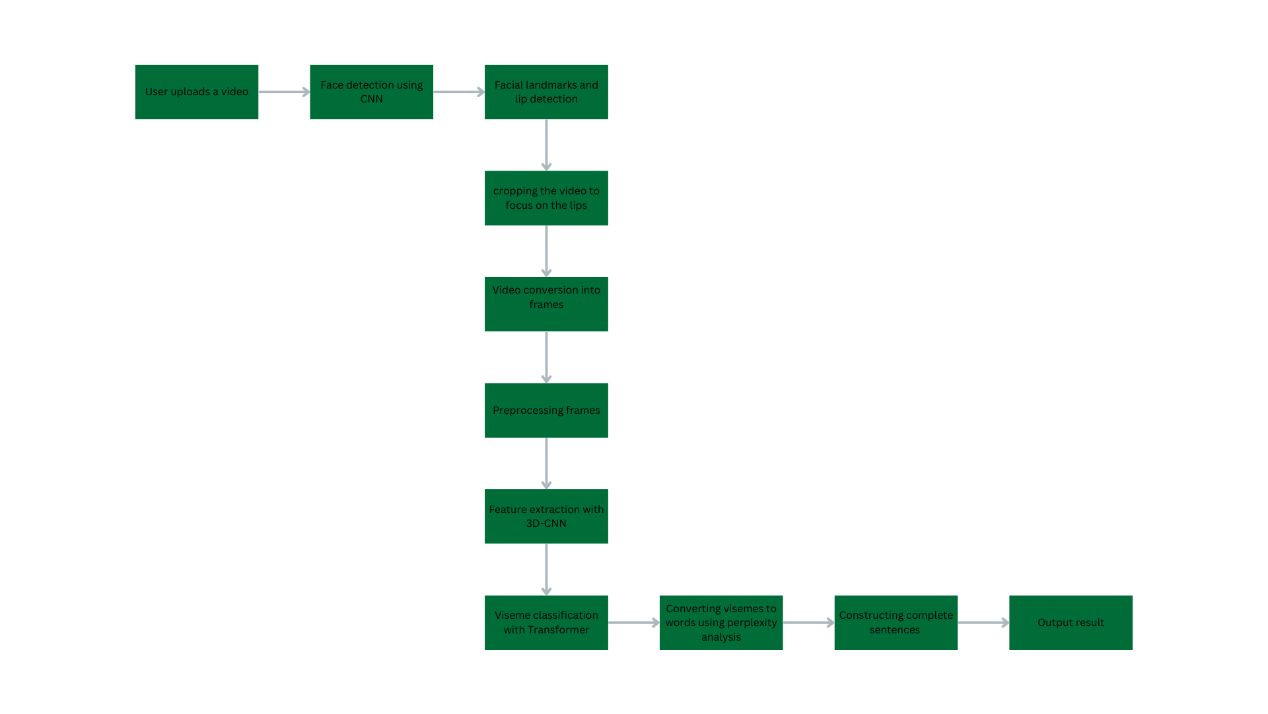 User uploads a video
Face detection using
CNN
Facial landmarks and
lip detection
cropping the video to
focus on the lips
Video conversion into
frames
Preprocessing frames
Feature extraction with
3D-CNN
Viseme classification
with Transformer
Converting visemes to
words using perplexity
analysis
Constructing complete
sentences
Output result